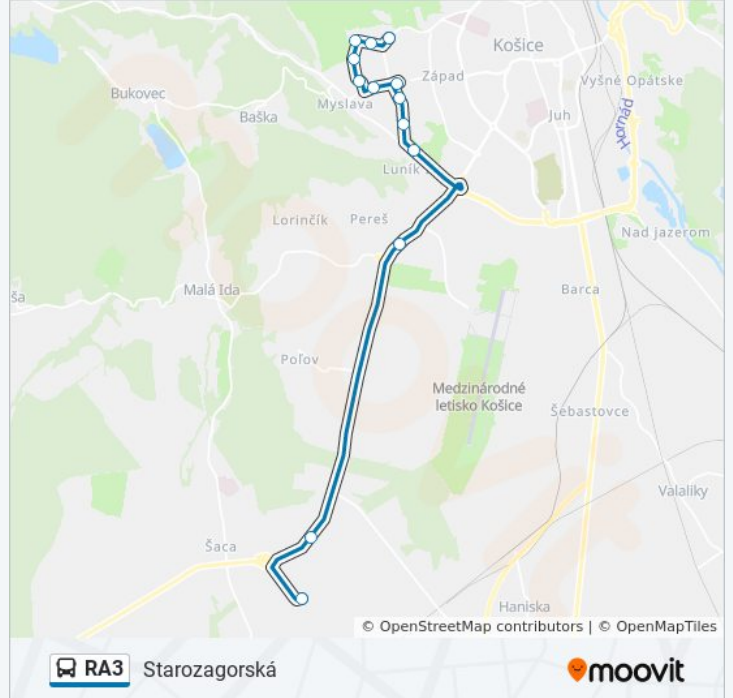 Košice
Západ
Vyšné Opátske
Bukovec
Myslava
Baška
Juh
Hornád
Luník
Lorinčík
Pereš
Nad jazerom
ša
Malá Ida
Barca
Poľov
Medzinárodné
letisko Košice
Šebastovce
Valaliky
Šaca
Haniska
© OpenStreetMap contributors | © OpenMapTiles
RA3 Starozagorská
moovit